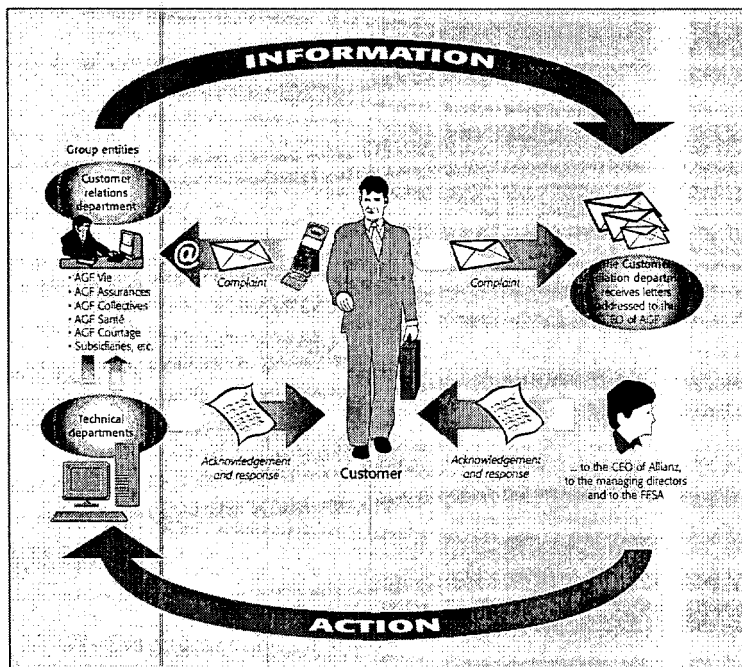 INFORMATION
Group entities
Customer
relations
department
@
Complaint
• AGF Vie
• AGF Assurances
• AGF Collectives
• AGF Santé
• AGF Courtage
• Subsidiaries, etc.
Complaint
The Customer
relation depart
receives letters
addressed to the
CEO of AGF
Technical
departments
Acknowledgement
and response
Customer
Acknowledgement
and response
... to the CEO of Allianz,
to the managing directors
and to the FFSA
ACTION